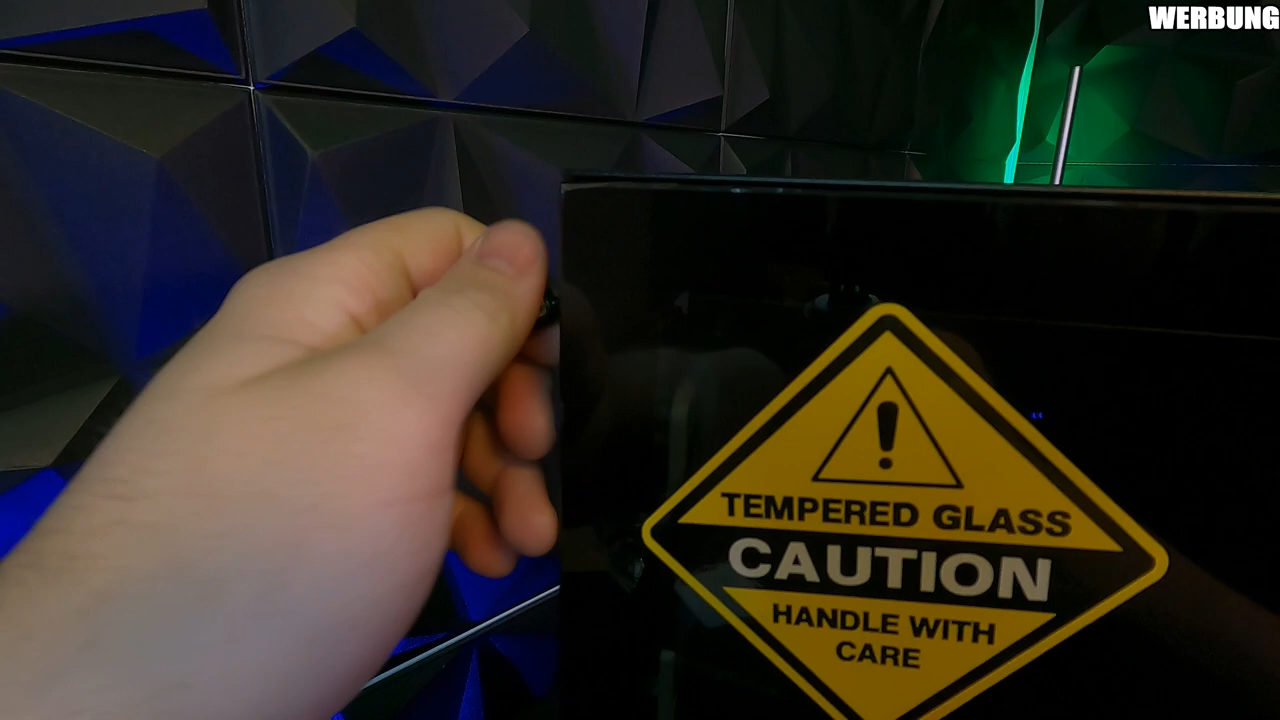 WERBUNG
TEMPERED GLASS
CAUTION
HANDLE WITH
CARE